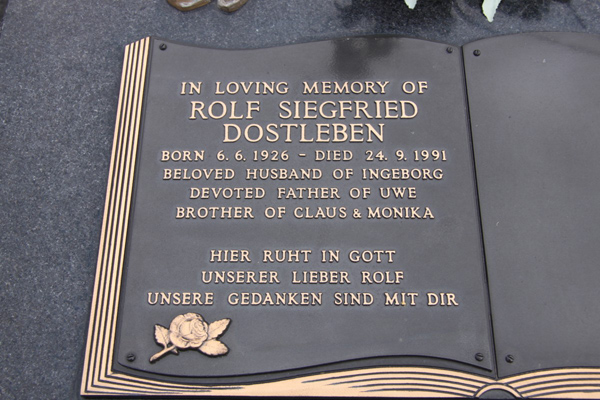 IN LOVING MEMORY OF
ROLF SIEGFRIED
DOSTLEBEN
BORN 6. 6. 1926 - DIED 24. 9. 1991
BELOVED HUSBAND OF INGEBORG
DEVOTED FATHER OF UWE
BROTHER OF CLAUS & MONIKA
HIER RUHT IN GOTT
UNSERER LIEBER ROLF
UNSERE GEDANKEN SIND MIT DIR